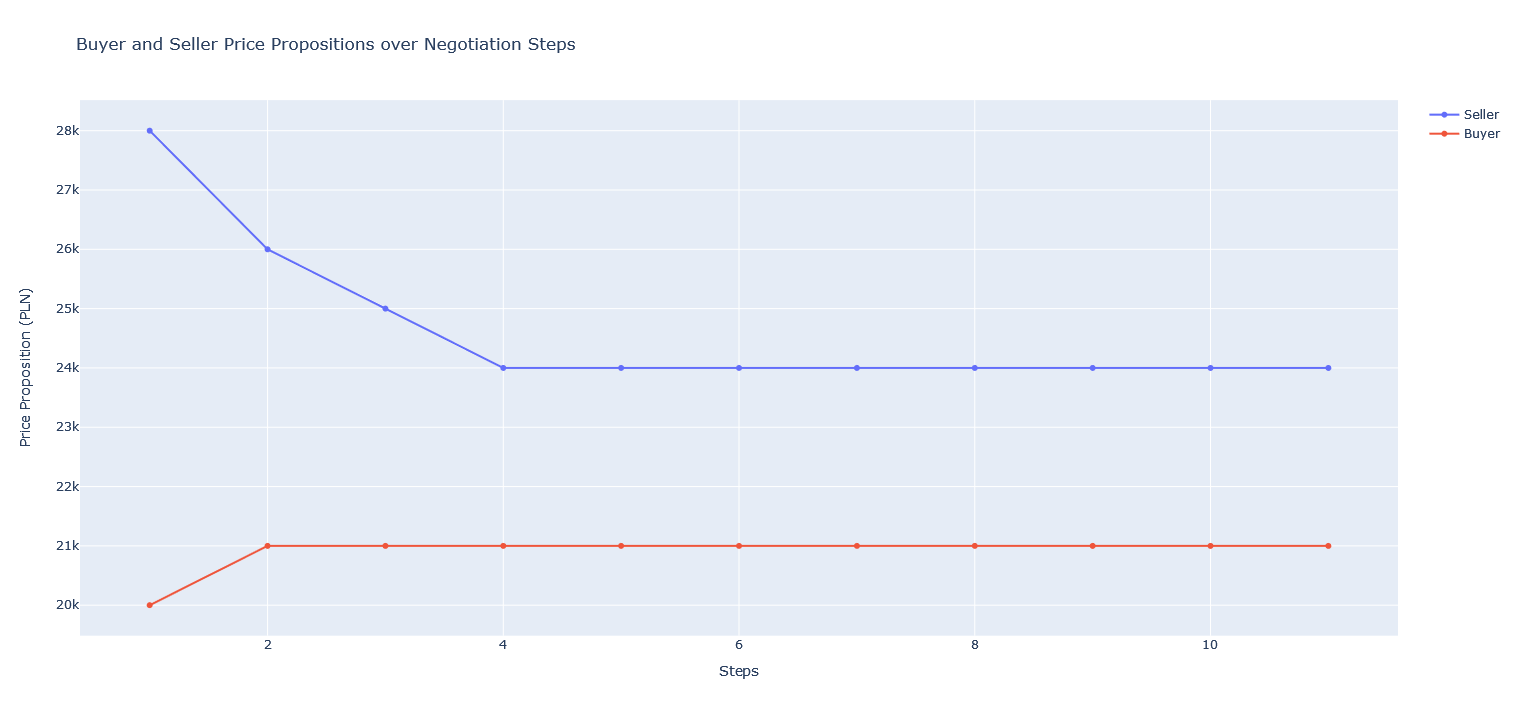 Buyer and Seller Price Propositions over Negotiation Steps
Seller
Buyer
Price Proposition (PLN)
28k
27k
26k
25k
24k
23k
22k
21k
20k
2 4 6 8 10
Steps